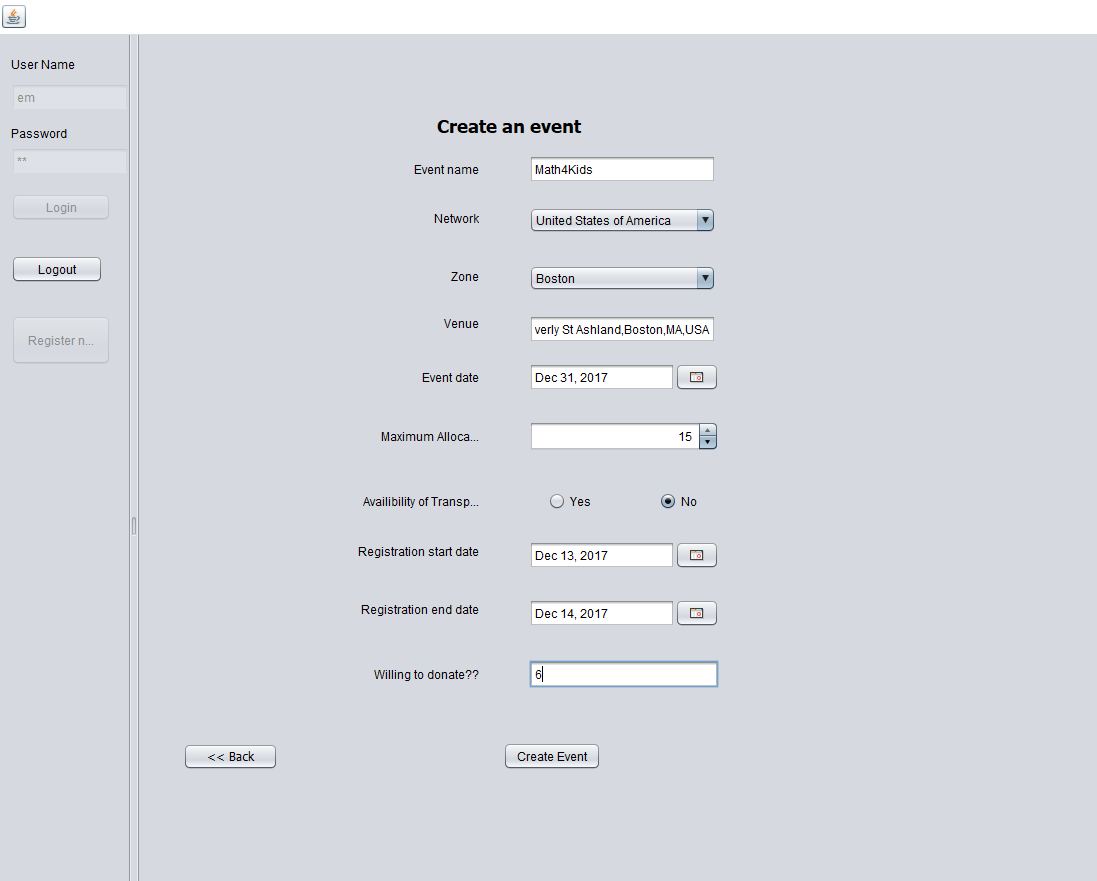 User Name
em
Password
**
Login
Logout
Register n...
Create an event
Event name Math4Kids
Network United States of America
Zone Boston
Venue verly St Ashland,Boston,MA,USA
Event date Dec 31, 2017
Maximum Alloca... 15
Availibility of Transp... Yes No
Registration start date Dec 13, 2017
Registration end date Dec 14, 2017
Willing to donate?? 6
<< Back Create Event